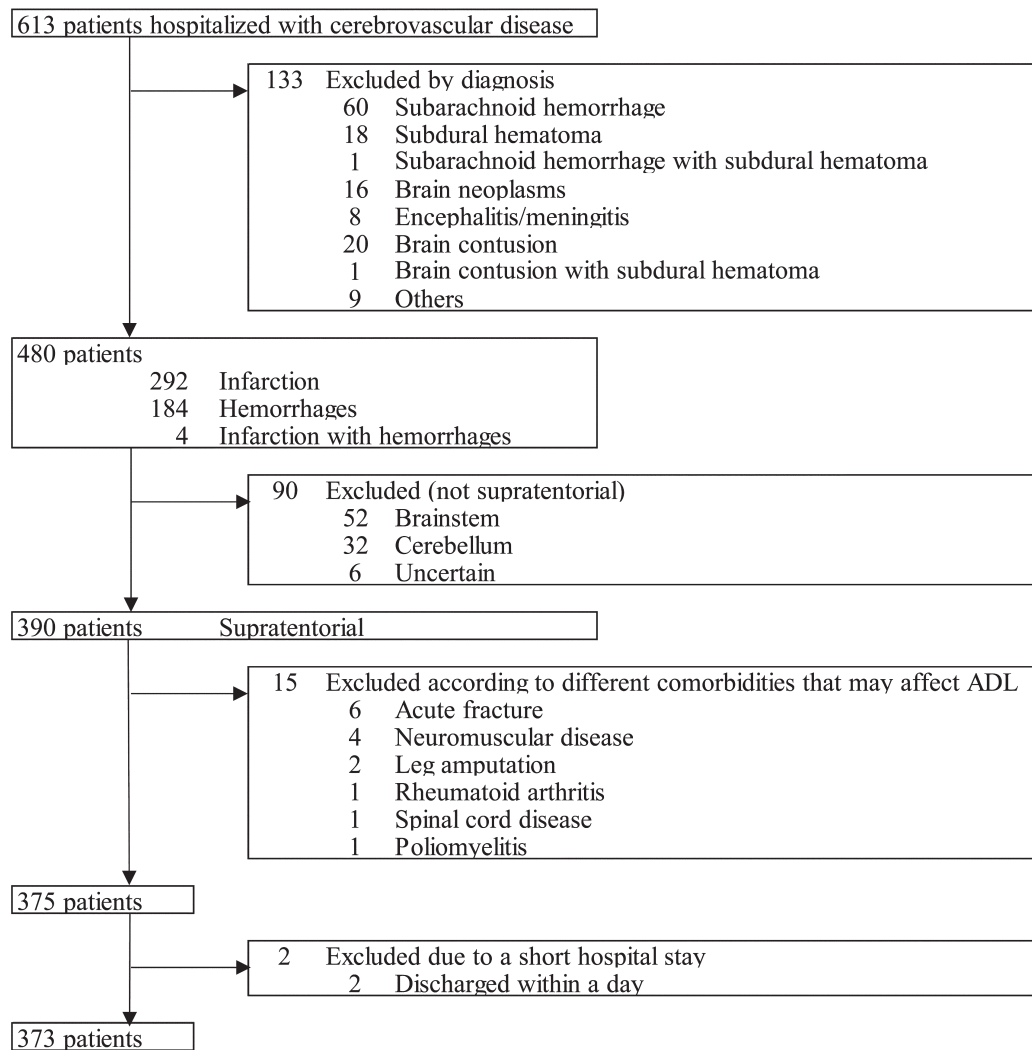 613 patients hospitalized with cerebrovascular disease
133 Excluded by diagnosis
60 Subarachnoid hemorrhage
18 Subdural hematoma
1 Subarachnoid hemorrhage with subdural hematoma
16 Brain neoplasms
8 Encephalitis/meningitis
20 Brain contusion
1 Brain contusion with subdural hematoma
9 Others
480 patients
292 Infarction
184 Hemorrhages
4 Infarction with hemorrhages
90 Excluded (not supratentorial)
52 Brainstem
32 Cerebellum
6 Uncertain
390 patients Supratentorial
15 Excluded according to different comorbidities that may affect ADL
6 Acute fracture
4 Neuromuscular disease
2 Leg amputation
1 Rheumatoid arthritis
1 Spinal cord disease
1 Poliomyelitis
375 patients
2 Excluded due to a short hospital stay
2 Discharged within a day
373 patients